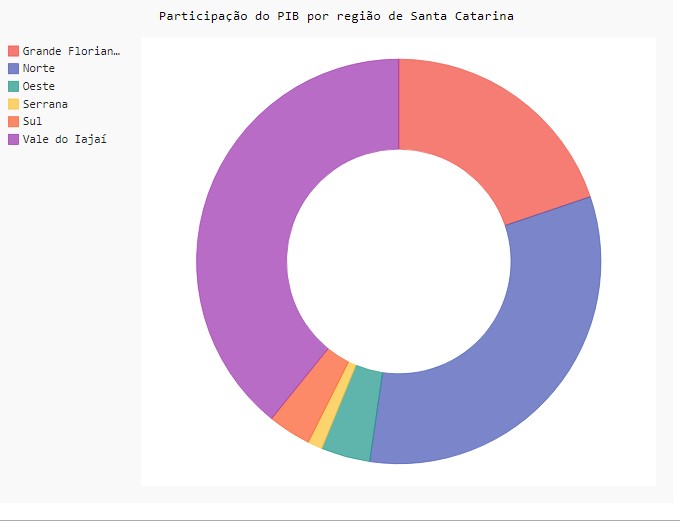 Participação do PIB por região de Santa Catarina
Grande Florian…
Norte
Oeste
Serrana
Sul
Vale do Iajaí